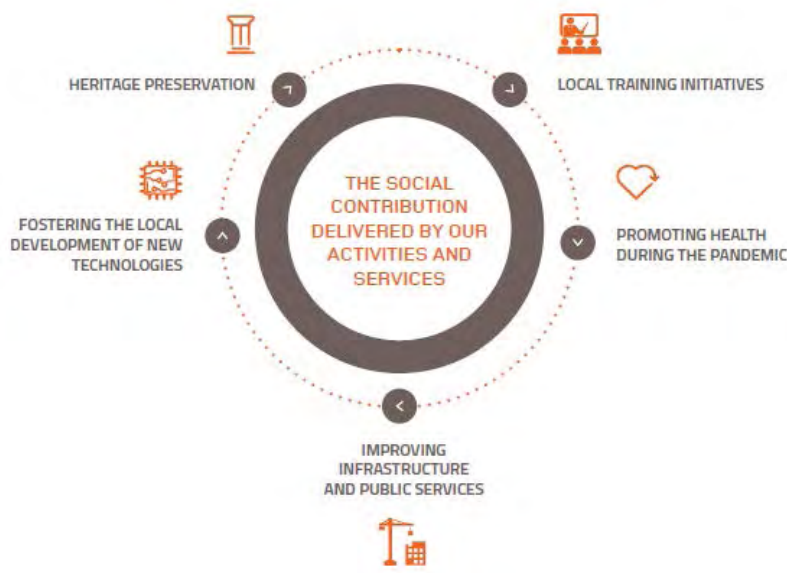 HERITAGE PRESERVATION
LOCAL TRAINING INITIATIVES
THE SOCIAL
CONTRIBUTION
DELIVERED BY OUR
ACTIVITIES AND
SERVICES
FOSTERING THE LOCAL
DEVELOPMENT OF NEW
TECHNOLOGIES
PROMOTING HEALTH
DURING THE PANDEMIC
IMPROVING
INFRASTRUCTURE
AND PUBLIC SERVICES